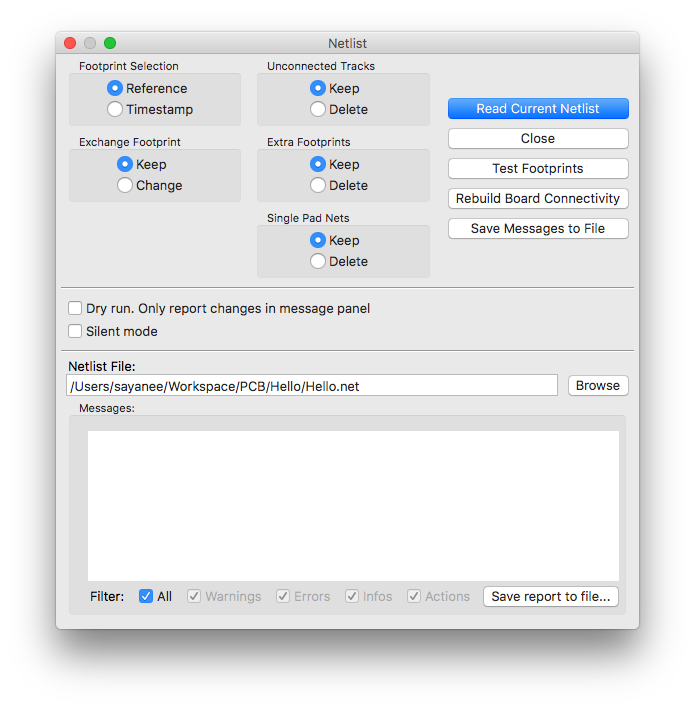 Netlist
Footprint Selection
Reference
Timestamp
Unconnected Tracks
Keep
Delete
Exchange Footprint
Keep
Change
Extra Footprints
Keep
Delete
Single Pad Nets
Keep
Delete
Read Current Netlist
Close
Test Footprints
Rebuild Board Connectivity
Save Messages to File
Dry run. Only report changes in message panel
Silent mode
Netlist File:
/Users/sayanee/Workspace/PCB/Hello/Hello.net
Browse
Messages:
Filter: All Warnings Errors Infos Actions Save report to file...